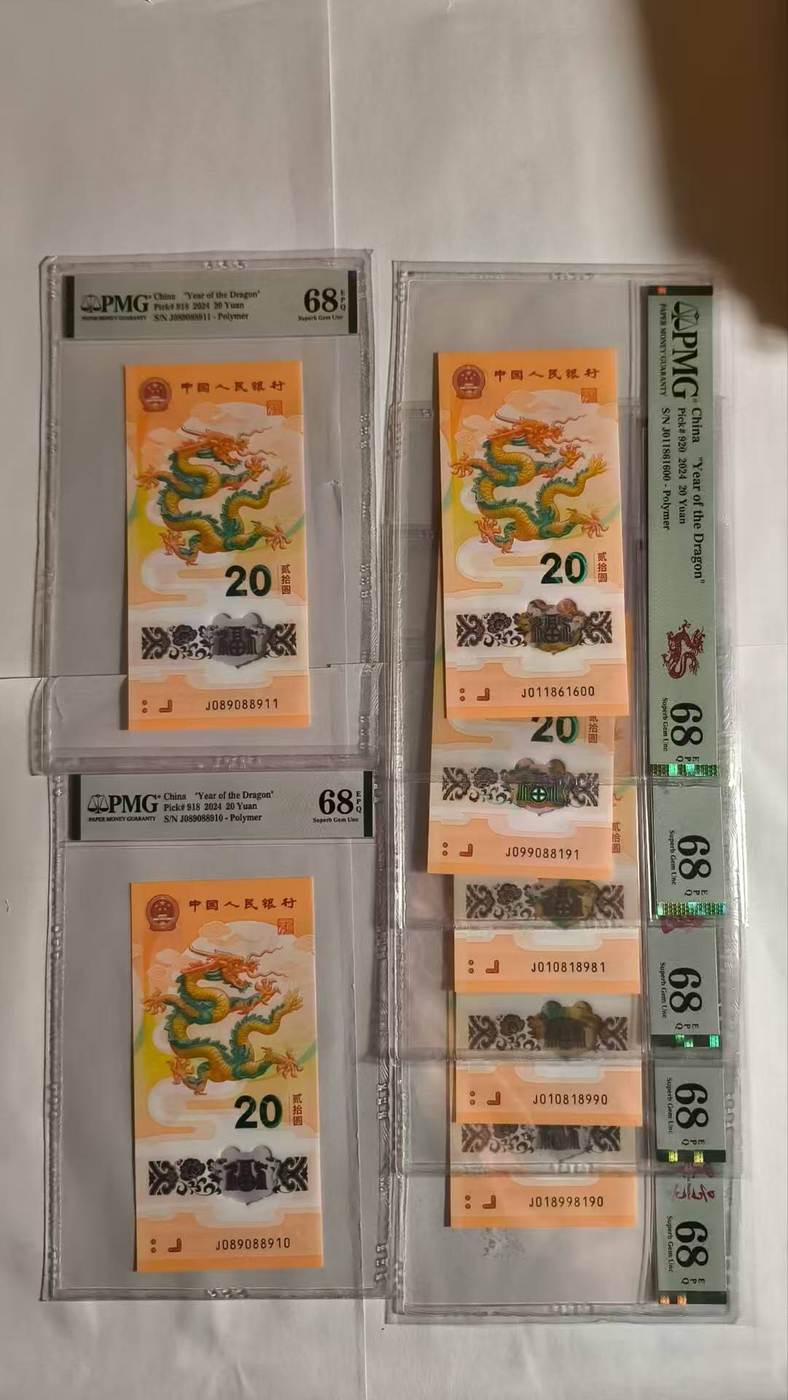 PMG China "Year of the Dragon"
PAPER MONEY GUARANTY Pick# 918 2024 20 Yuan
S/N J089088911 - Polymer
68 EPQ
Superb Gem Unc
中国人民银行
20
贰拾圆
福
J089088911
PMG China "Year of the Dragon"
PAPER MONEY GUARANTY Pick# 918 2024 20 Yuan
S/N J089088910 - Polymer
68 EPQ
Superb Gem Unc
中国人民银行
20
贰拾圆
福
J089088910
PMG China "Year of the Dragon"
PAPER MONEY GUARANTY Pick# 920 2024 20 Yuan
S/N J011861600 - Polymer
68 EPQ
Superb Gem Unc
中国人民银行
20
贰拾圆
福
J011861600
20
贰拾圆
J099088191
贰拾圆
68 EPQ
Superb Gem Unc
J010818981
68 EPQ
Superb Gem Unc
J010818990
68 EPQ
Superb Gem Unc
J018998190
68 EPQ
Superb Gem Unc